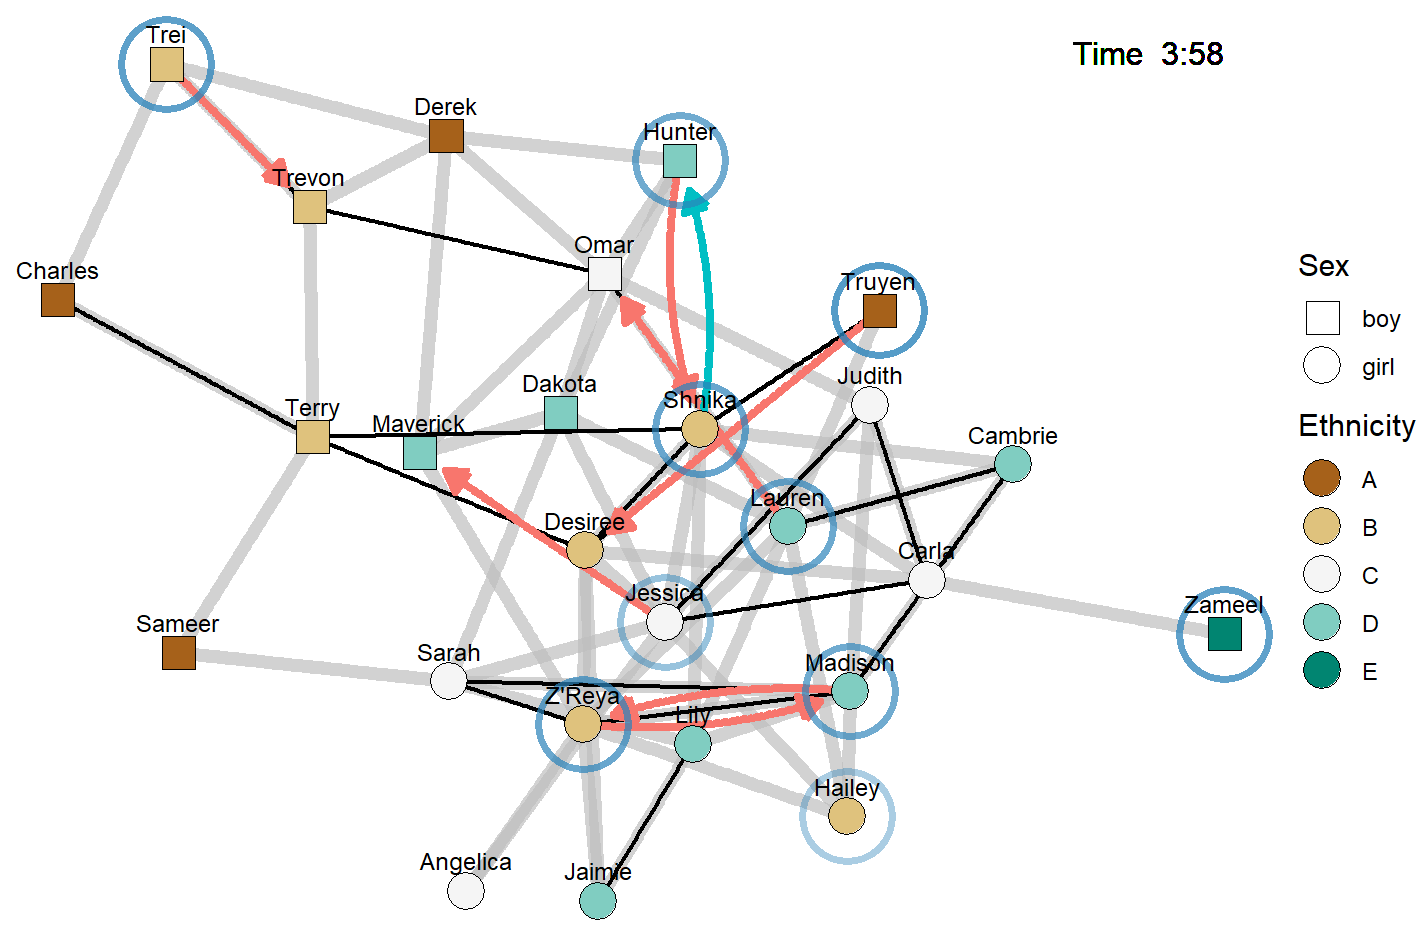 Trei
Time 3:58
Derek
Hunter
Trevon
Omar
Charles
Truyen
Sex
boy
girl
Judith
Dakota
Shnika
Terry
Maverick
Cambrie
Ethnicity
A
B
C
D
E
Lauren
Desiree
Carla
Jessica
Zameel
Sameer
Sarah
Madison
Z'Reya
Lily
Hailey
Angelica
Jaimie